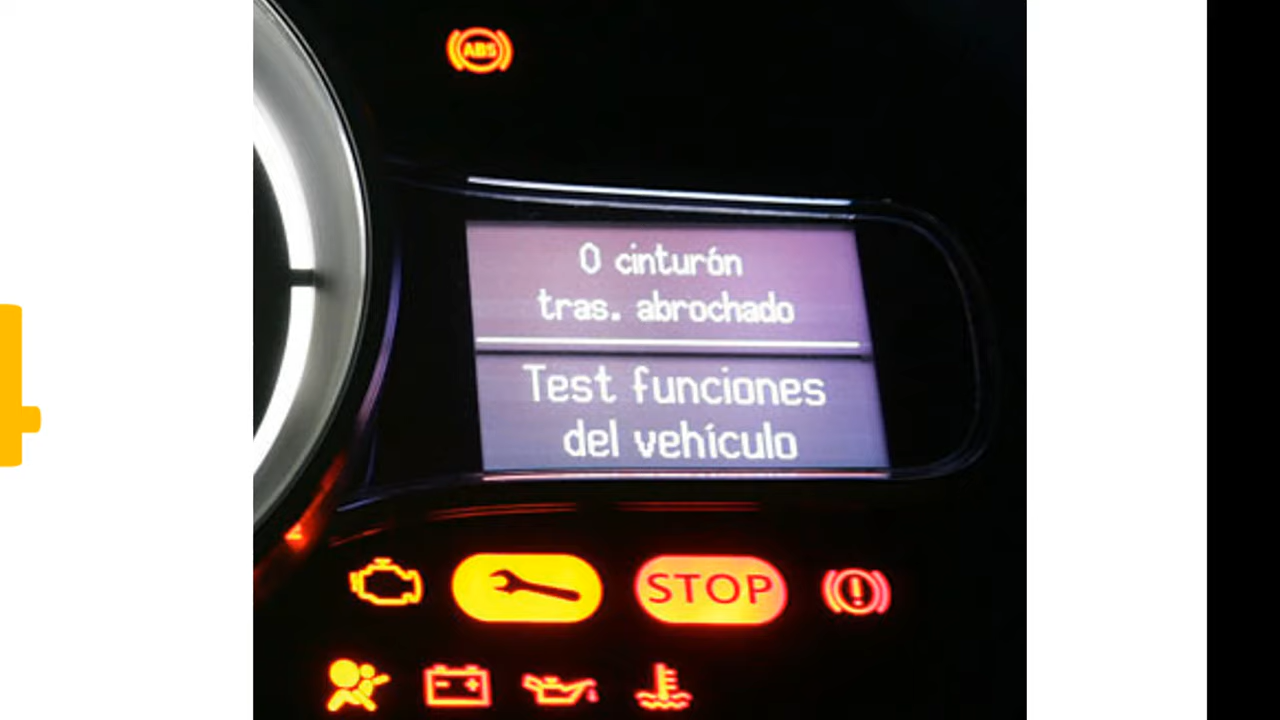 ABS
0 cinturón
tras. abrochado
Test funciones
del vehículo
STOP